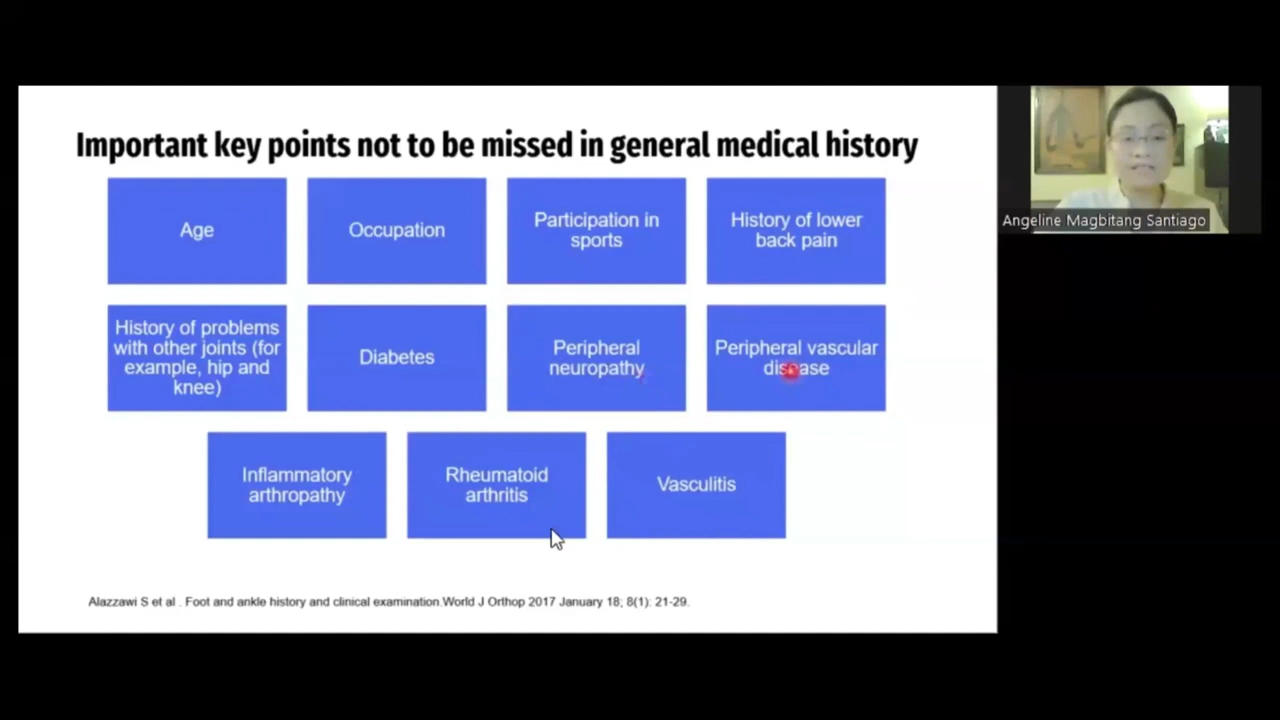 Important key points not to be missed in general medical history
Age
Occupation
Participation in
sports
History of lower
back pain
History of problems
with other joints (for
example, hip and
knee)
Diabetes
Peripheral
neuropathy
Peripheral vascular
disease
Inflammatory
arthropathy
Rheumatoid
arthritis
Vasculitis
Alazzawi S et al . Foot and ankle history and clinical examination.World J Orthop 2017 January 18; 8(1): 21-29.
Angeline Magbitang Santiago